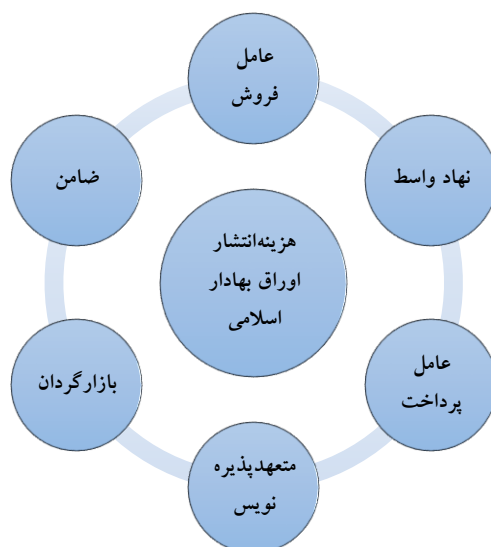 عامل
فروش
نهاد واسط
عامل
پرداخت
متعهدپذیره
نویس
بازارگردان
ضامن
هزینه‌انتشار
اوراق بهادار
اسلامی